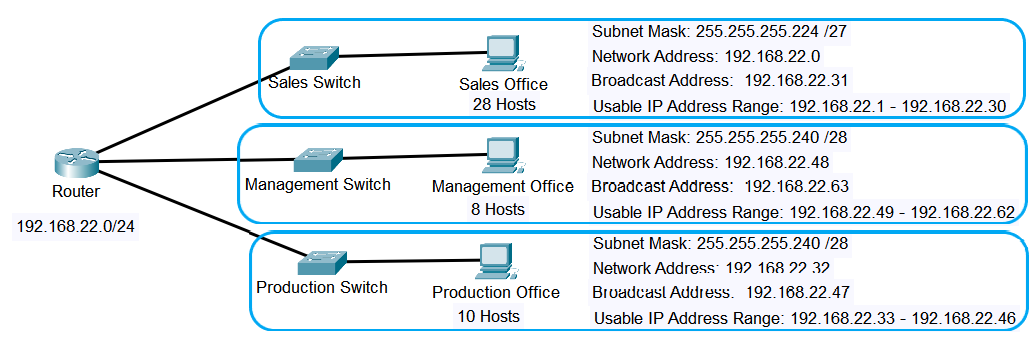 Subnet Mask: 255.255.255.224 /27
Network Address: 192.168.22.0
Sales Switch
Sales Office
Broadcast Address: 192.168.22.31
28 Hosts
Usable IP Address Range: 192.168.22.1 - 192.168.22.30
Subnet Mask: 255.255.255.240 /28
Network Address: 192.168.22.48
Router
Management Switch
Management Office
Broadcast Address: 192.168.22.63
8 Hosts
Usable IP Address Range: 192.168.22.49 - 192.168.22.62
192.168.22.0/24
Subnet Mask: 255.255.255.240 /28
Network Address: 192.168.22.32
Production Switch
Production Office
Broadcast Address: 192.168.22.47
10 Hosts
Usable IP Address Range: 192.168.22.33 - 192.168.22.46